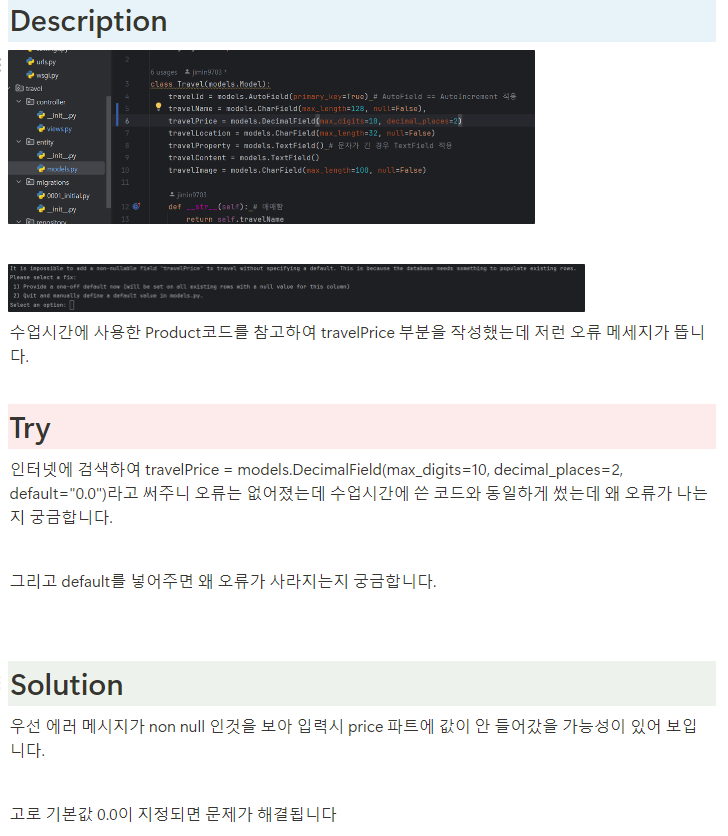 Description
urls.py
wsgi.py
travel
controller
__init__.py
views.py
entity
__init__.py
models.py
migrations
0001_initial.py
__init__.py
repository
2
6 usages jimin9703 *
3 class Travel(models.Model):
4 travelId = models.AutoField(primary_key=True) # AutoField == AutoIncrement 적용
5 travelName = models.CharField(max_length=128, null=False),
6 travelPrice = models.DecimalField(max_digits=10, decimal_places=2)
7 travelLocation = models.CharField(max_length=32, null=False)
8 travelProperty = models.TextField() # 문자가 긴 경우 TextField 적용
9 travelContent = models.TextField()
10 travelImage = models.CharField(max_length=100, null=False)
11
jimin9703
12 def __str__(self): #
13 return self.travelName
It is impossible to add a non-nullable field 'travelPrice' to travel without specifying a default. This is because the database needs something to populate existing rows.
Please select a fix:
1) Provide a one-off default now (will be set on all existing rows with a null value for this column)
2) Quit and manually define a default value in models.py.
Select an option:
수업시간에 사용한 Product코드를 참고하여 travelPrice 부분을 작성했는데 저런 오류 메세지가 뜹니
다.
Try
인터넷에 검색하여 travelPrice = models.DecimalField(max_digits=10, decimal_places=2,
default="0.0")라고 써주니 오류는 없어졌는데 수업시간에 쓴 코드와 동일하게 썼는데 왜 오류가 나는
지 궁금합니다.
그리고 default를 넣어주면 왜 오류가 사라지는지 궁금합니다.
Solution
우선 에러 메시지가 non null 인것을 보아 입력시 price 파트에 값이 안 들어갔을 가능성이 있어 보입
니다.
고로 기본값 0.0이 지정되면 문제가 해결됩니다